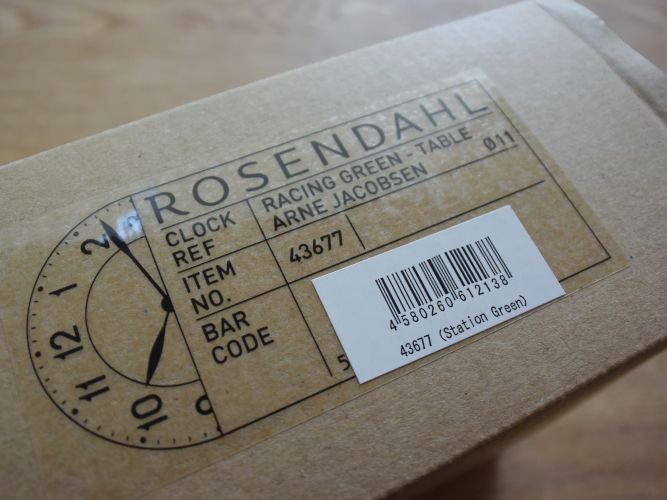 ROSENDAHL
CLOCK REF
RACING GREEN - TABLE Ø11
ARNE JACOBSEN
ITEM NO.
43677
BAR CODE
5
4 580260 612138
43677 (Station Green)
2
1
12
11
10